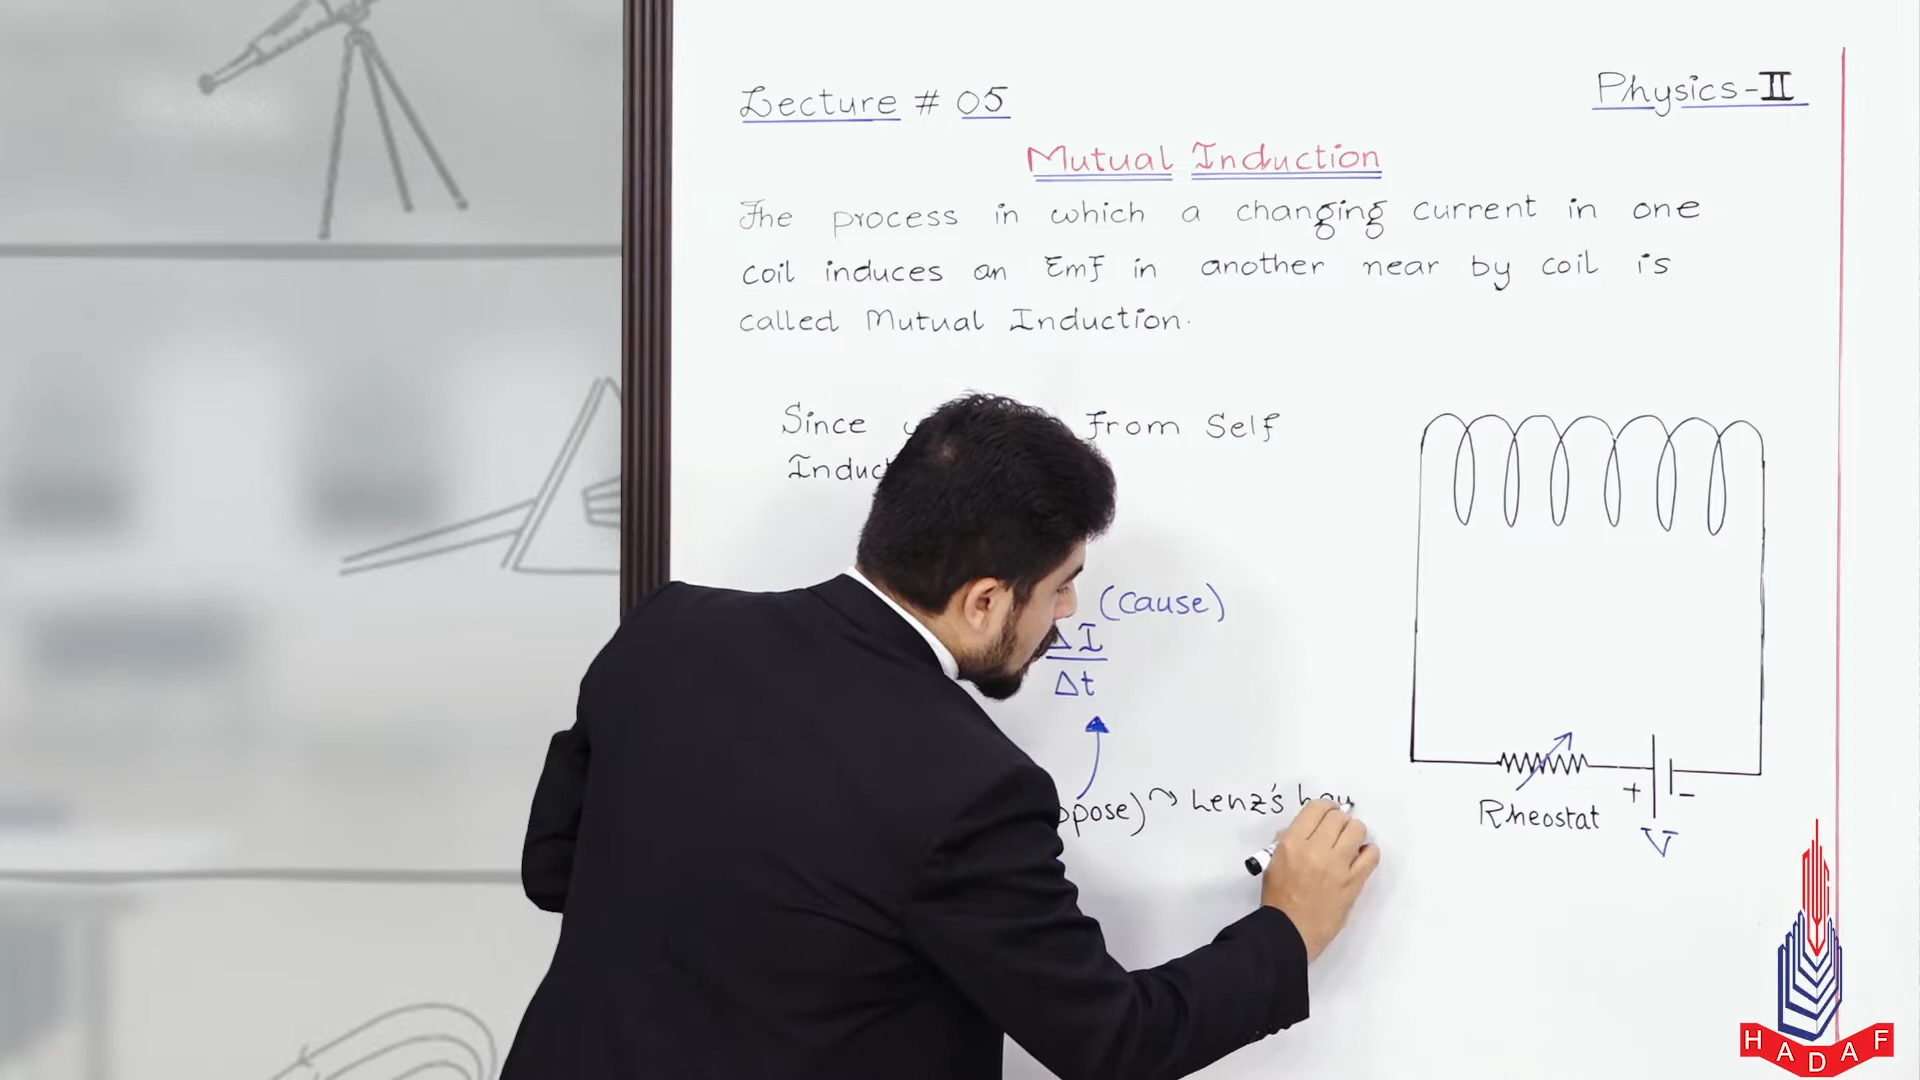 Lecture # 05
Physics-II
Mutual Induction
The process in which a changing current in one
coil induces an Emf in another near by coil is
called Mutual Induction.
Since from Self
(cause)
ΔI
Δt
Lenz's
Rheostat
+ -
V
HADAF